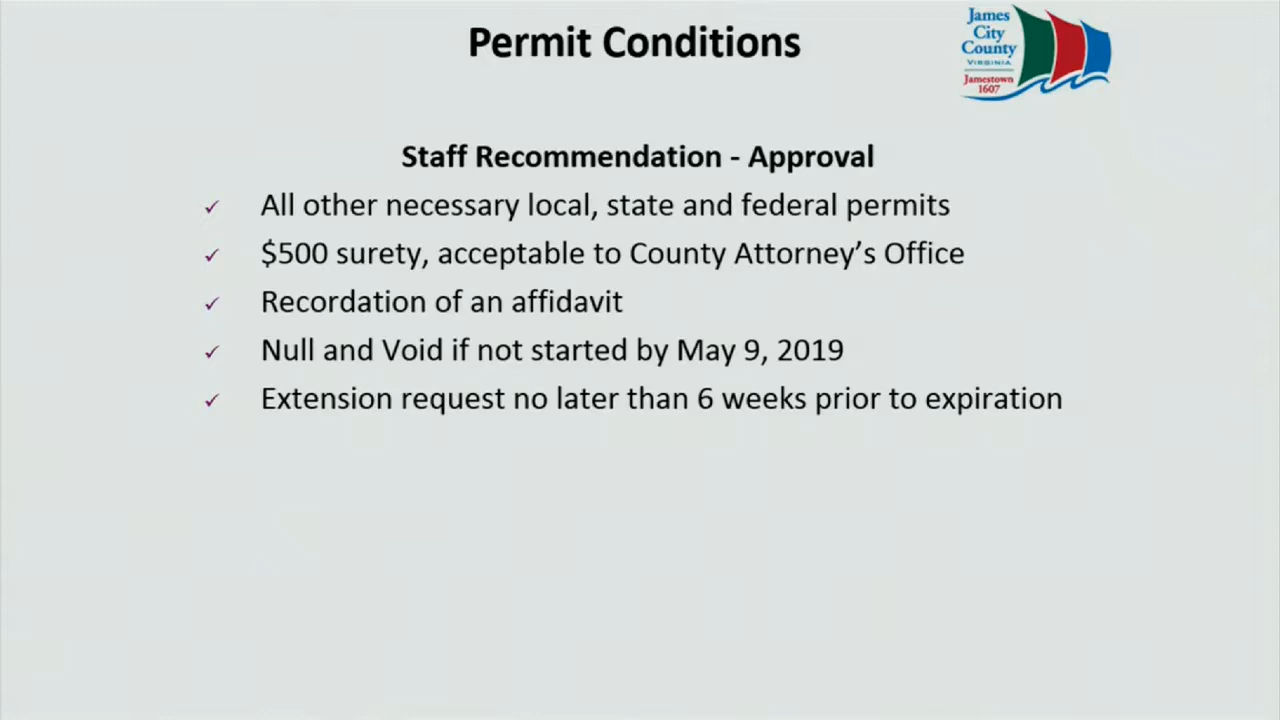 Permit Conditions
James
City
County
VIRGINIA
Jamestown
1607
Staff Recommendation - Approval
✓ All other necessary local, state and federal permits
✓ $500 surety, acceptable to County Attorney’s Office
✓ Recordation of an affidavit
✓ Null and Void if not started by May 9, 2019
✓ Extension request no later than 6 weeks prior to expiration